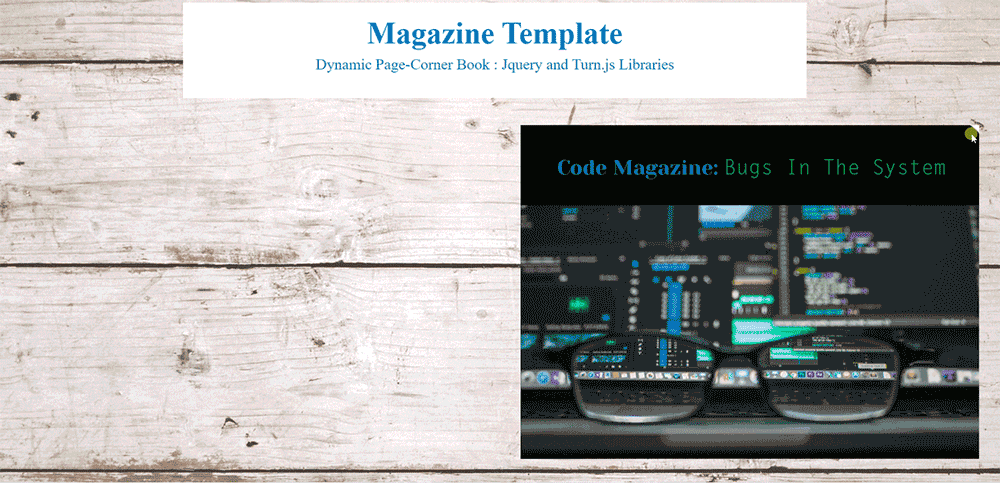 Magazine Template
Dynamic Page-Corner Book : Jquery and Turn.js Libraries
Code Magazine: Bugs In The System